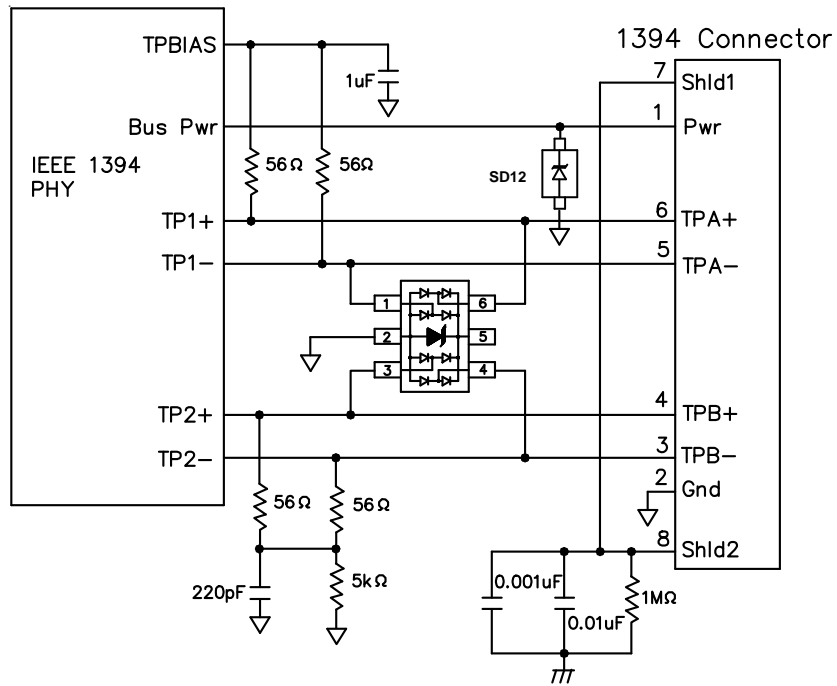 TPBIAS
1uF
1394 Connector
7
Shld1
Bus Pwr
1
Pwr
IEEE 1394
PHY
56Ω
56Ω
SD12
TP1+
6
TPA+
TP1-
5
TPA-
1
6
2
5
3
4
TP2+
4
TPB+
TP2-
3
TPB-
2
Gnd
56Ω
56Ω
8
Shld2
220pF
5kΩ
0.001uF
0.01uF
1MΩ